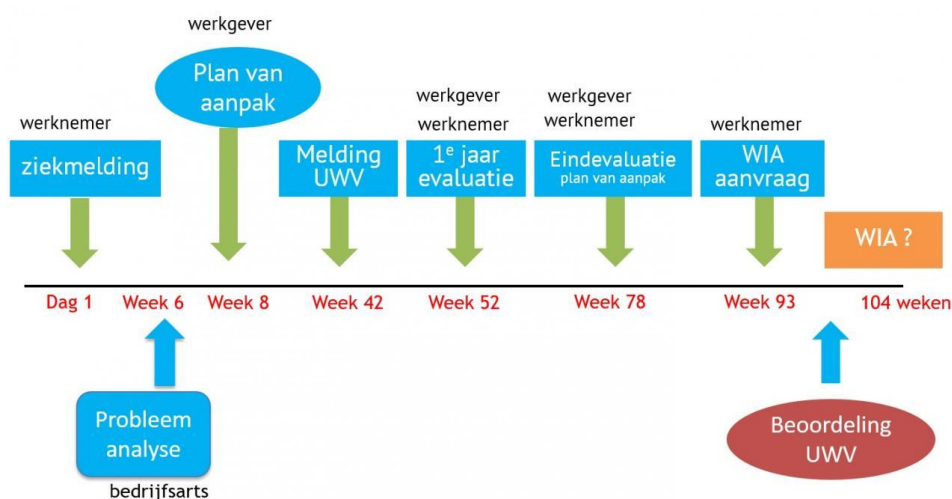 werkgever
Plan van
aanpak
werknemer
ziekmelding
Melding
UWV
werkgever
werknemer
1e jaar
evaluatie
werkgever
werknemer
Eindevaluatie
plan van aanpak
werknemer
WIA
aanvraag
WIA ?
Dag 1
Week 6
Week 8
Week 42
Week 52
Week 78
Week 93
104 weken
Probleem
analyse
bedrijfsarts
Beoordeling
UWV